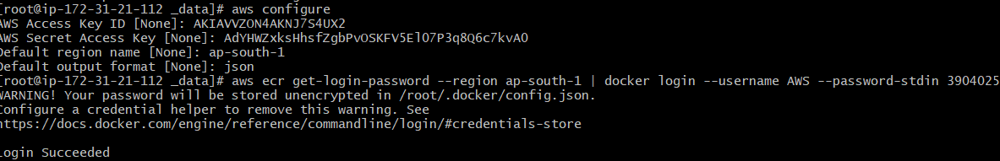 [root@ip-172-31-21-112 _data]# aws configure
AWS Access Key ID [None]: AKIAVVZON4AKNJ7S4UX2
AWS Secret Access Key [None]: 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
Default region name [None]: ap-south-1
Default output format [None]: json
[root@ip-172-31-21-112 _data]# aws ecr get-login-password --region ap-south-1 | docker login --username AWS --password-stdin 3904025
WARNING! Your password will be stored unencrypted in /root/.docker/config.json.
Configure a credential helper to remove this warning. See
https://docs.docker.com/engine/reference/commandline/login/#credentials-store
Login Succeeded